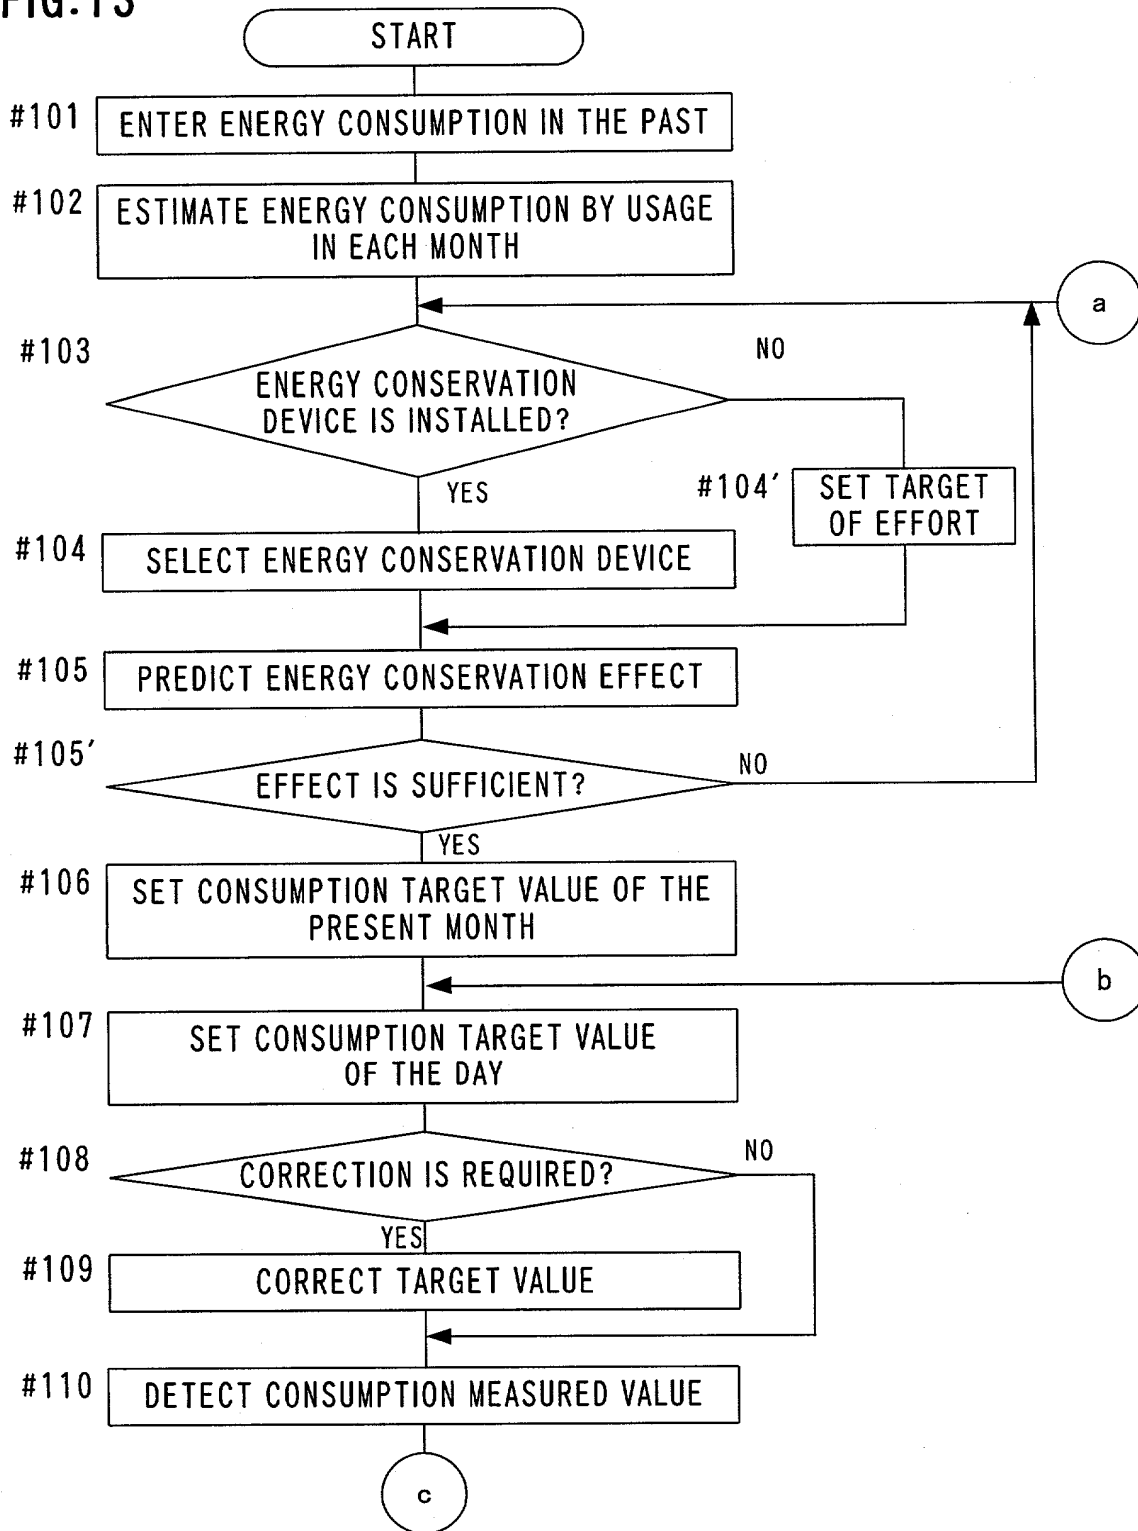 FIG.13
START
#101
ENTER ENERGY CONSUMPTION IN THE PAST
#102
ESTIMATE ENERGY CONSUMPTION BY USAGE
IN EACH MONTH
a
#103
NO
ENERGY CONSERVATION
DEVICE IS INSTALLED?
YES
#104'
SET TARGET
OF EFFORT
#104
SELECT ENERGY CONSERVATION DEVICE
#105
PREDICT ENERGY CONSERVATION EFFECT
#105'
EFFECT IS SUFFICIENT?
NO
YES
#106
SET CONSUMPTION TARGET VALUE OF THE
PRESENT MONTH
b
#107
SET CONSUMPTION TARGET VALUE
OF THE DAY
#108
CORRECTION IS REQUIRED?
NO
YES
#109
CORRECT TARGET VALUE
#110
DETECT CONSUMPTION MEASURED VALUE
c